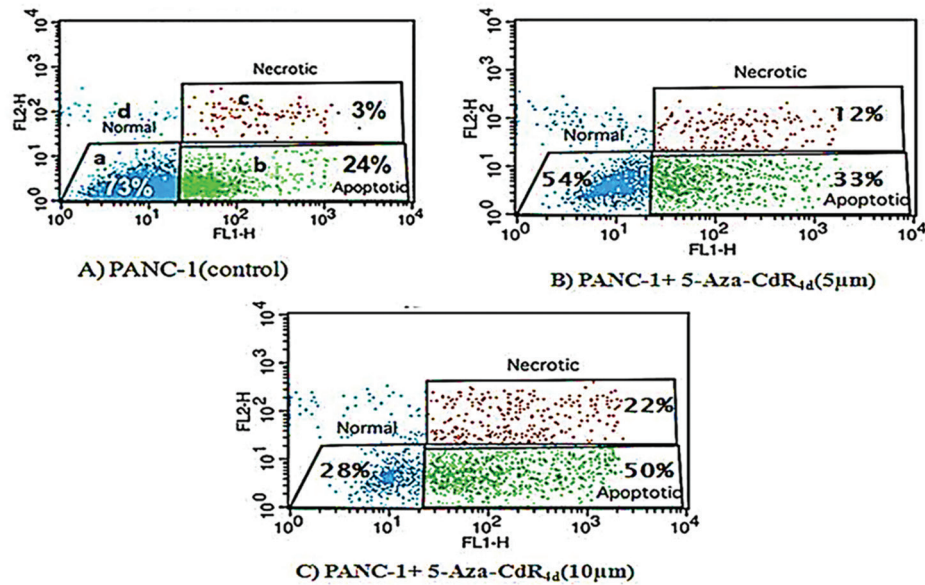 10⁴
10³
10²
10¹
10⁰
FL2-H
d
Normal
a
73%
Necrotic
c
3%
b
24%
Apoptotic
10⁰ 10¹ 10² 10³ 10⁴
FL1-H
A) PANC-1(control)
10⁴
10³
10²
10¹
10⁰
FL2-H
Necrotic
12%
Normal
54%
33%
Apoptotic
10⁰ 10¹ 10² 10³ 10⁴
FL1-H
B) PANC-1+ 5-Aza-CdR₄d(5µm)
10⁴
10³
10²
10¹
10⁰
FL2-H
Necrotic
22%
Normal
28%
50%
Apoptotic
10⁰ 10¹ 10² 10³ 10⁴
FL1-H
C) PANC-1+ 5-Aza-CdR₄d(10µm)